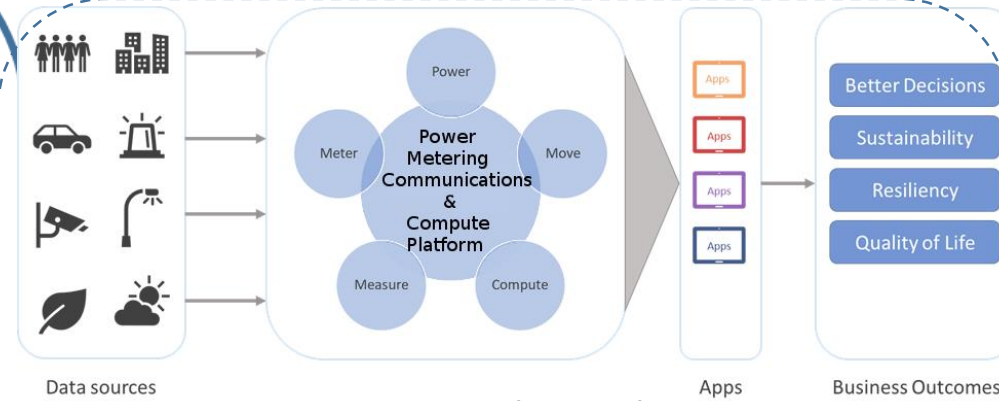 Power
Meter
Move
Measure
Compute
Power
Metering
Communications
&
Compute
Platform
Apps
Apps
Apps
Apps
Better Decisions
Sustainability
Resiliency
Quality of Life
Data sources
Apps
Business Outcomes